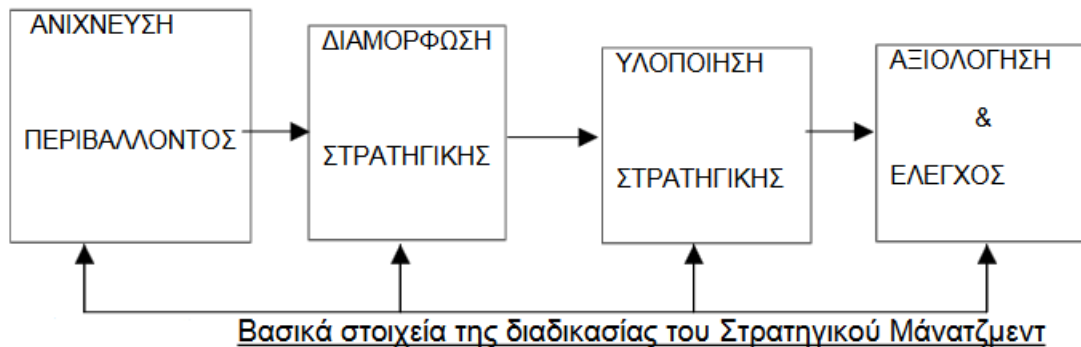 ΑΝΙΧΝΕΥΣΗ
ΠΕΡΙΒΑΛΛΟΝΤΟΣ
ΔΙΑΜΟΡΦΩΣΗ
ΣΤΡΑΤΗΓΙΚΗΣ
ΥΛΟΠΟΙΗΣΗ
ΣΤΡΑΤΗΓΙΚΗΣ
ΑΞΙΟΛΟΓΗΣΗ
&
ΕΛΕΓΧΟΣ
Βασικά στοιχεία της διαδικασίας του Στρατηγικού Μάνατζμεντ